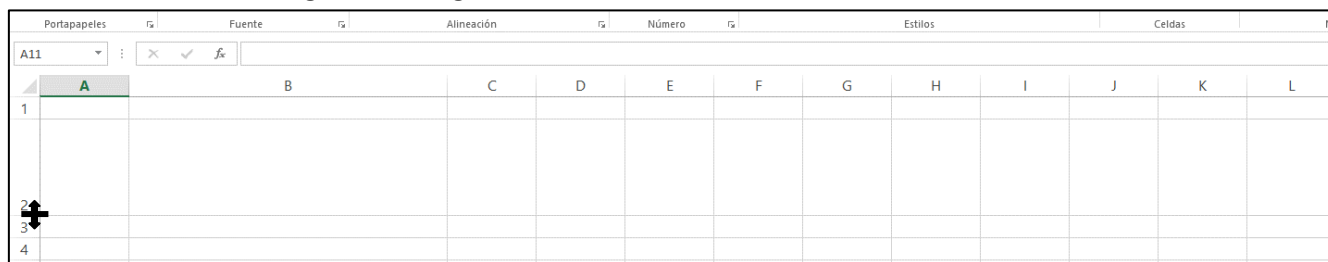 Portapapeles Fuente Alineación Número Estilos Celdas
A11 fx
A B C D E F G H I J K L
1
2
3
4